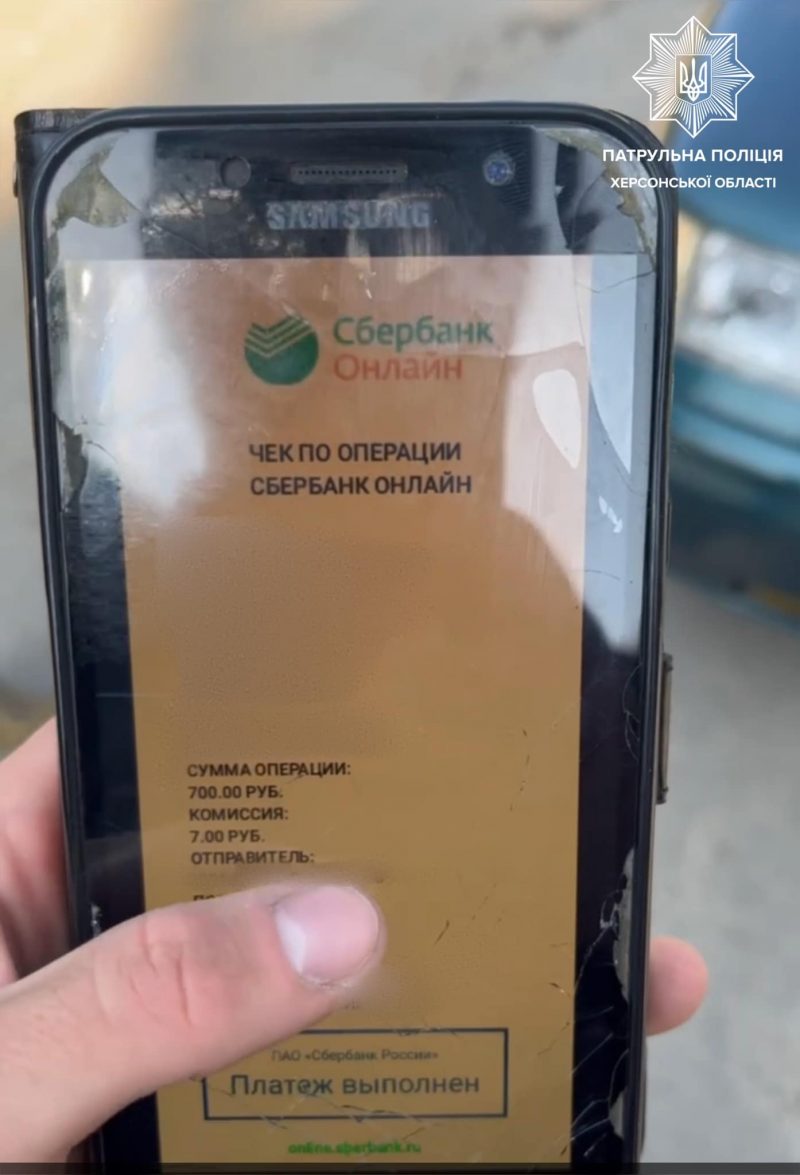 ПАТРУЛЬНА ПОЛІЦІЯ
ХЕРСОНСЬКОЇ ОБЛАСТІ
SAMSUNG
Сбербанк
Онлайн
ЧЕК ПО ОПЕРАЦИИ
СБЕРБАНК ОНЛАЙН
СУММА ОПЕРАЦИИ:
700.00 РУБ.
КОМИССИЯ:
7.00 РУБ.
ОТПРАВИТЕЛЬ:
ПАО «Сбербанк России»
Платеж выполнен
online.sberbank.ru